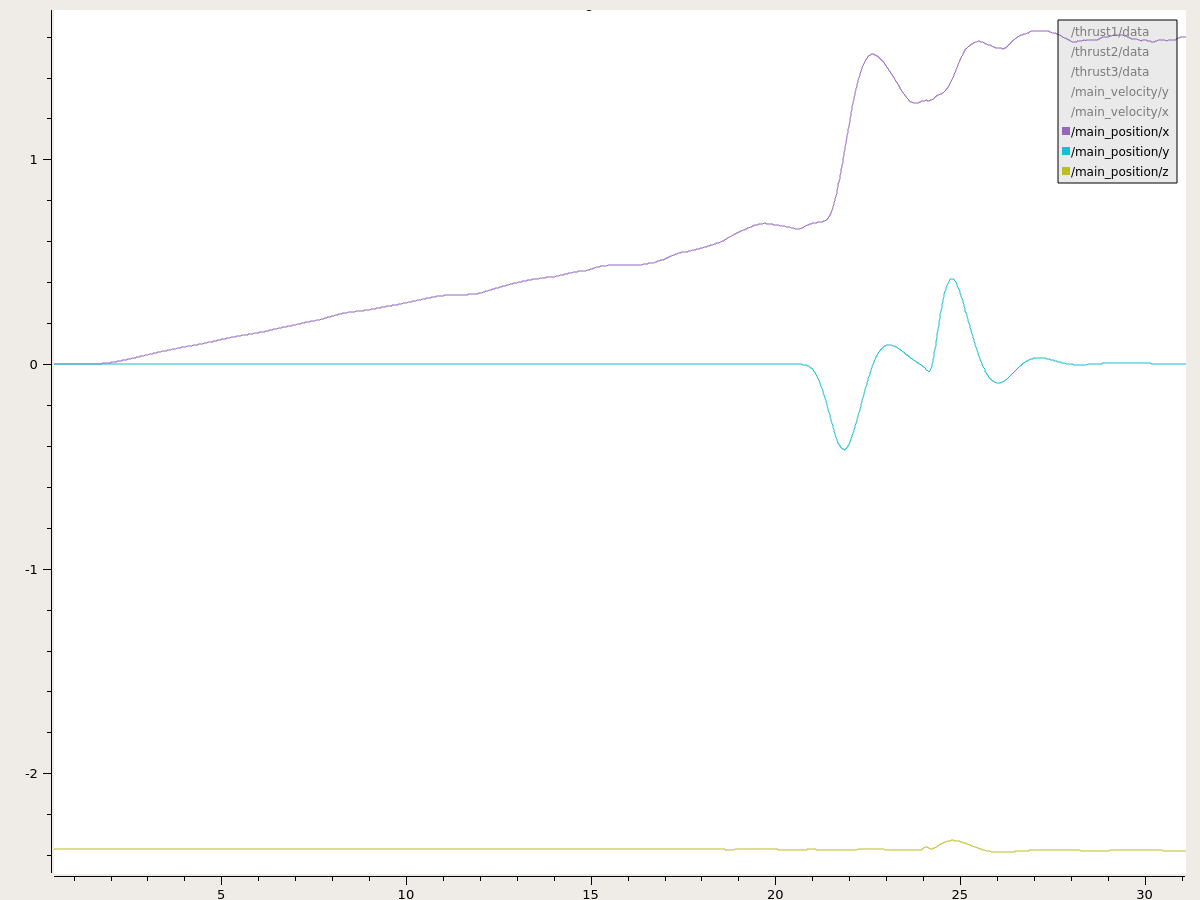 /thrust1/data
/thrust2/data
/thrust3/data
/main_velocity/y
/main_velocity/x
/main_position/x
/main_position/y
/main_position/z
1
0
-1
-2
5 10 15 20 25 30